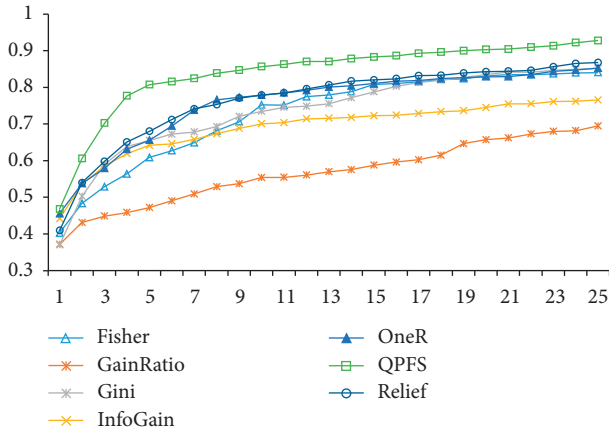 1
0.9
0.8
0.7
0.6
0.5
0.4
0.3
1 3 5 7 9 11 13 15 17 19 21 23 25
Fisher OneR
GainRatio QPFS
Gini Relief
InfoGain